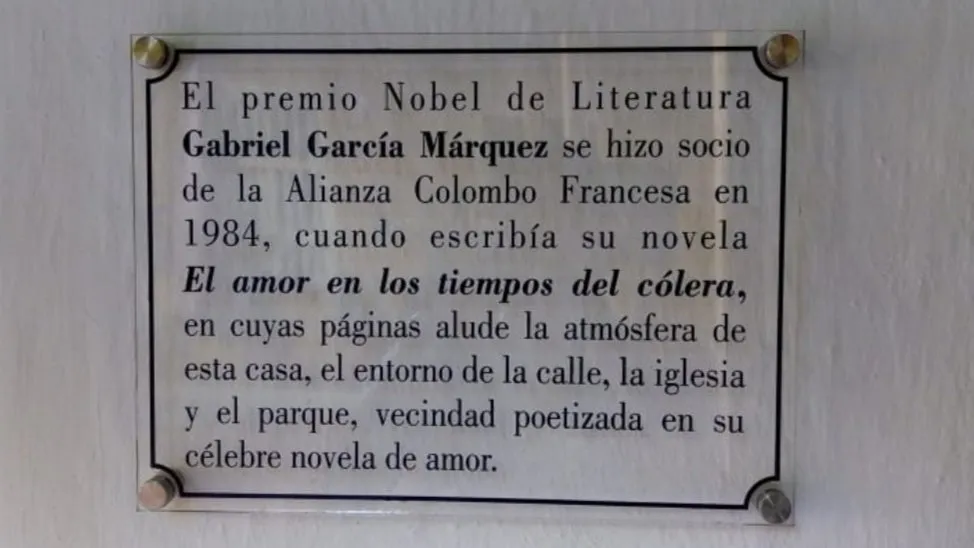 El premio Nobel de Literatura
Gabriel García Márquez se hizo socio
de la Alianza Colombo Francesa en
1984, cuando escribía su novela
El amor en los tiempos del cólera,
en cuyas páginas alude la atmósfera de
esta casa, el entorno de la calle, la iglesia
y el parque, vecindad poetizada en su
célebre novela de amor.